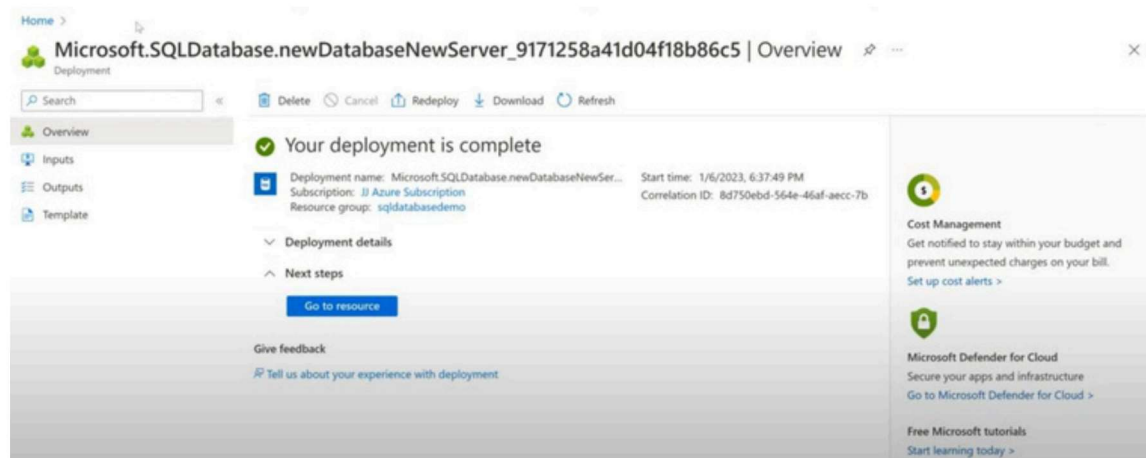 Home >
Microsoft.SQLDatabase.newDatabaseNewServer_9171258a41d04f18b86c5 | Overview
Deployment
Search
Delete Cancel Redeploy Download Refresh
Overview
Inputs
Outputs
Template
Your deployment is complete
Deployment name: Microsoft.SQLDatabase.newDatabaseNewSer...
Subscription: JJ Azure Subscription
Resource group: sqldatabasedemo
Start time: 1/6/2023, 6:37:49 PM
Correlation ID: 8d750ebd-564e-46af-aecc-7b
Deployment details
Next steps
Go to resource
Give feedback
Tell us about your experience with deployment
Cost Management
Get notified to stay within your budget and
prevent unexpected charges on your bill.
Set up cost alerts >
Microsoft Defender for Cloud
Secure your apps and infrastructure
Go to Microsoft Defender for Cloud >
Free Microsoft tutorials
Start learning today >